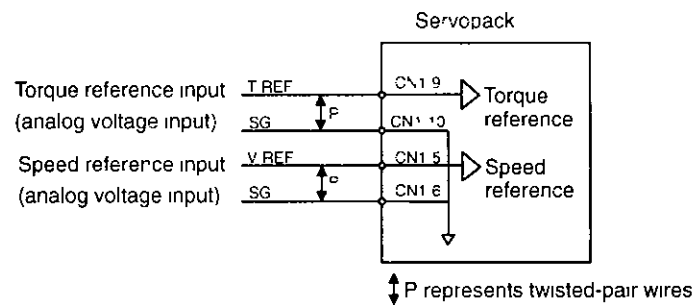 Servopack
Torque reference input
(analog voltage input)
T REF
P
SG
CN1 9
CN1 10
Torque
reference
Speed reference input
(analog voltage input)
V REF
P
SG
CN1 5
CN1 6
Speed
reference
P represents twisted-pair wires